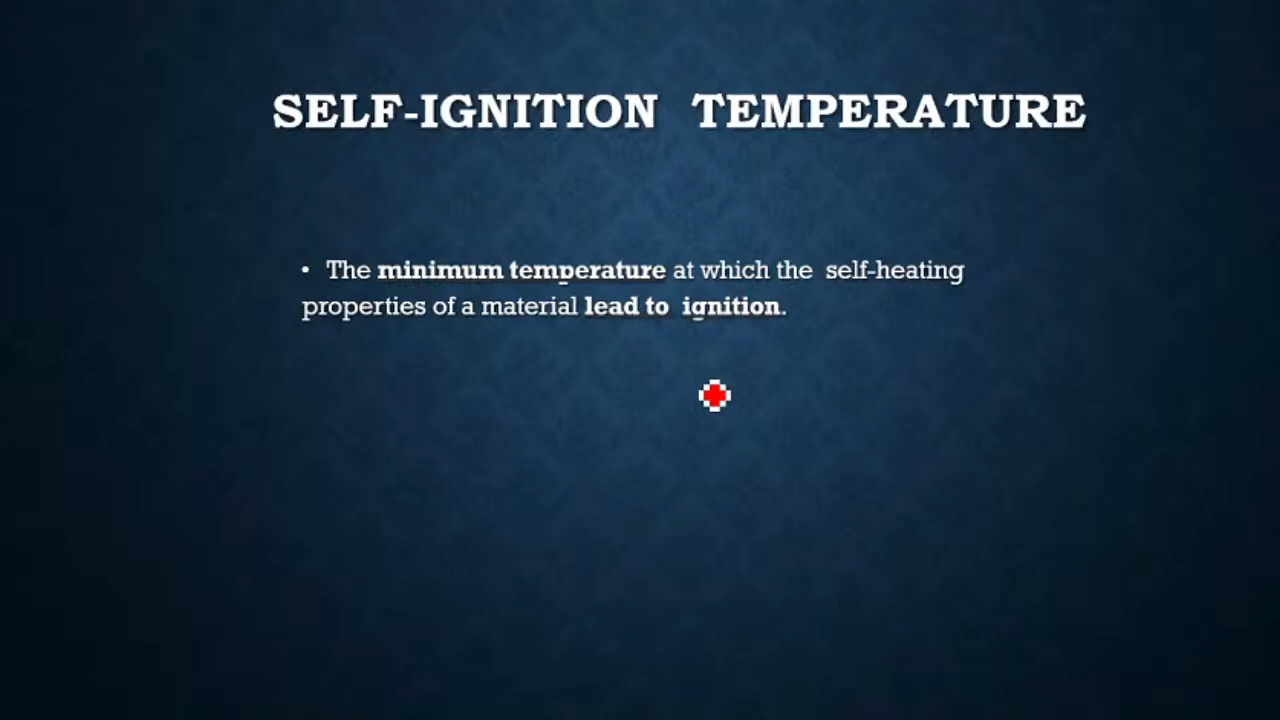 SELF-IGNITION TEMPERATURE
• The minimum temperature at which the self-heating
properties of a material lead to ignition.